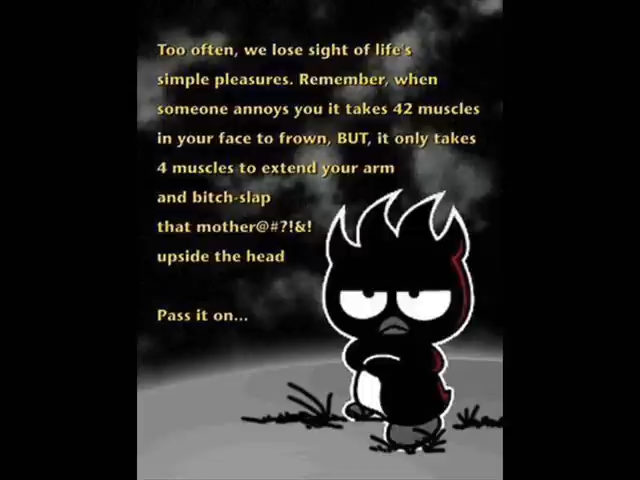 Too often, we lose sight of life's
simple pleasures. Remember, when
someone annoys you it takes 42 muscles
in your face to frown, BUT, it only takes
4 muscles to extend your arm
and bitch-slap
that mother@#?!&!
upside the head
Pass it on...